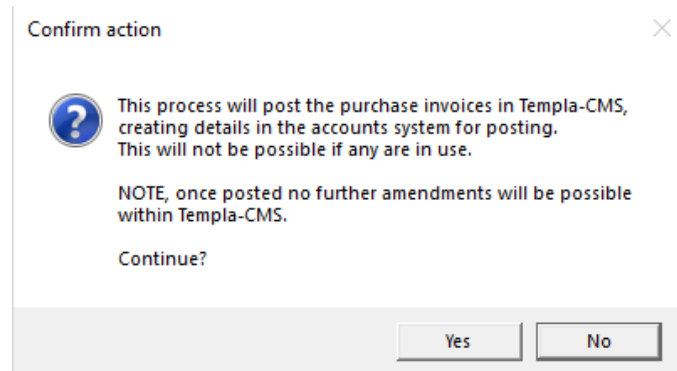 Confirm action
This process will post the purchase invoices in Templa-CMS,
creating details in the accounts system for posting.
This will not be possible if any are in use.
NOTE, once posted no further amendments will be possible
within Templa-CMS.
Continue?
Yes
No